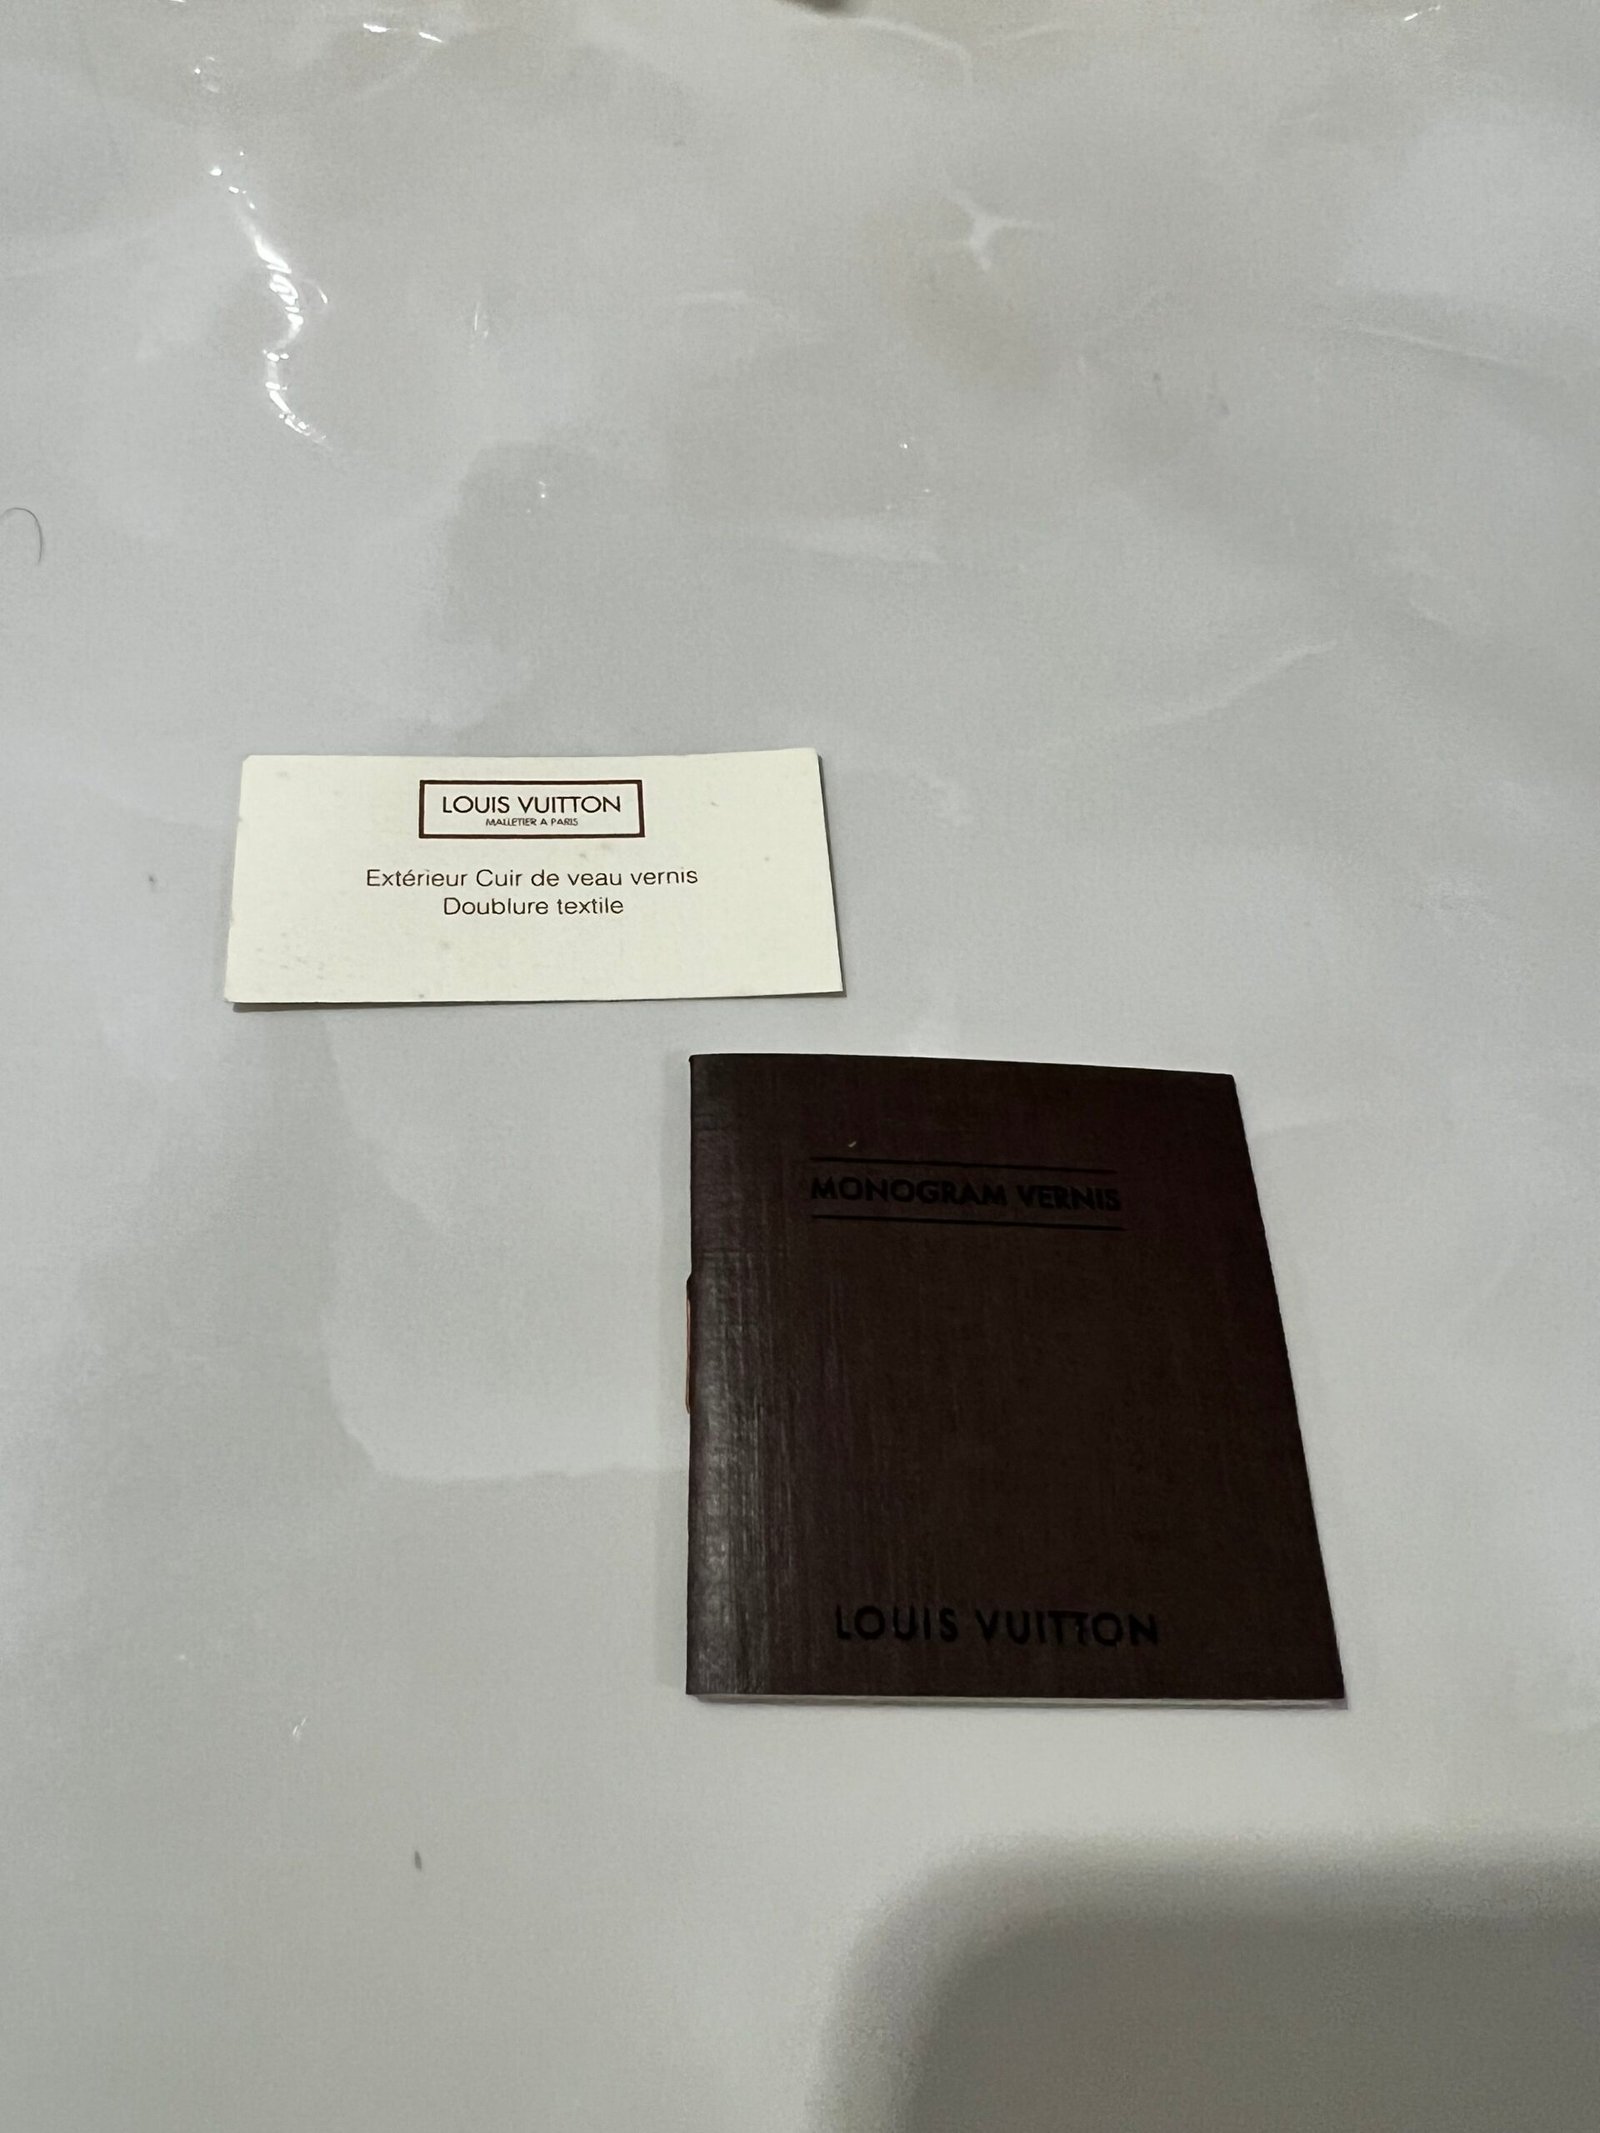 LOUIS VUITTON
MALLETIER A PARIS
Extérieur Cuir de veau vernis
Doublure textile
MONOGRAM VERNIS
LOUIS VUITTON